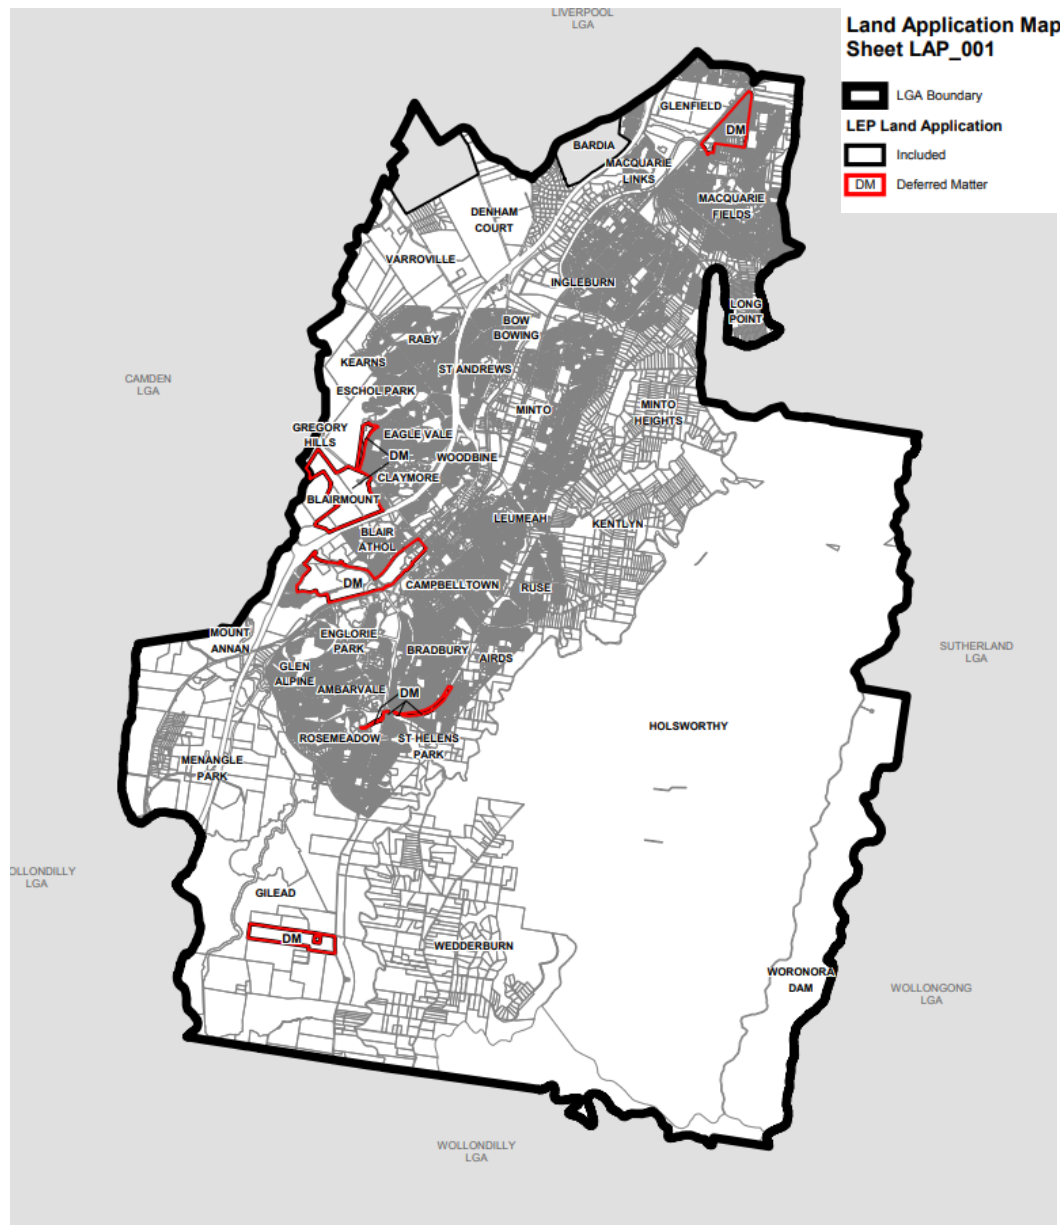 LIVERPOOL
LGA
Land Application Map
Sheet LAP_001
LGA Boundary
LEP Land Application
Included
DM
Deferred Matter
GLENFIELD
DM
BARDIA
MACQUARIE
LINKS
MACQUARIE
FIELDS
DENHAM
COURT
VARROVILLE
INGLEBURN
LONG
POINT
BOW
BOWING
RABY
KEARNS
ST ANDREWS
ESCHOL PARK
CAMDEN
LGA
MINTO
MINTO
HEIGHTS
GREGORY
HILLS
EAGLE VALE
DM
WOODBINE
CLAYMORE
BLAIRMOUNT
LEUMEAH
KENTLYN
BLAIR
ATHOL
DM
CAMPBELLTOWN
RUSE
MOUNT
ANNAN
ENGLORIE
PARK
BRADBURY
AIRDS
SUTHERLAND
LGA
GLEN
ALPINE
AMBARVALE
DM
HOLSWORTHY
ROSEMEADOW
ST HELENS
PARK
MENANGLE
PARK
OLLONDILLY
LGA
GILEAD
DM
WEDDERBURN
WORONORA
DAM
WOLLONGONG
LGA
WOLLONDILLY
LGA